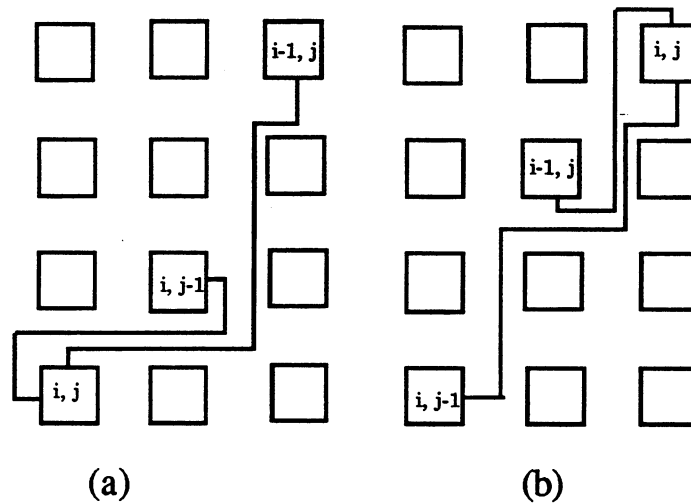 i-1, j
i, j
i-1, j
i, j-1
i, j
i, j-1
(a)
(b)